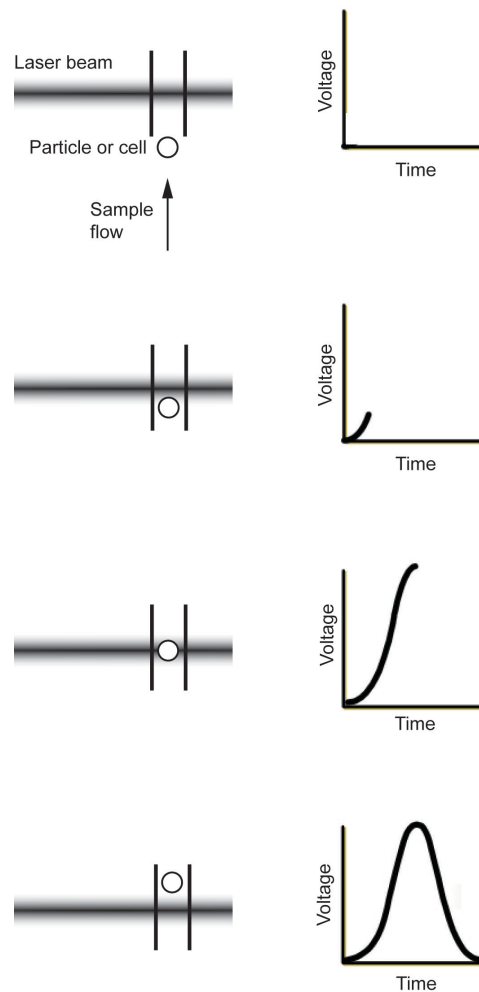 Laser beam
Voltage
Particle or cell
Time
Sample
flow
Voltage
Time
Voltage
Time
Voltage
Time